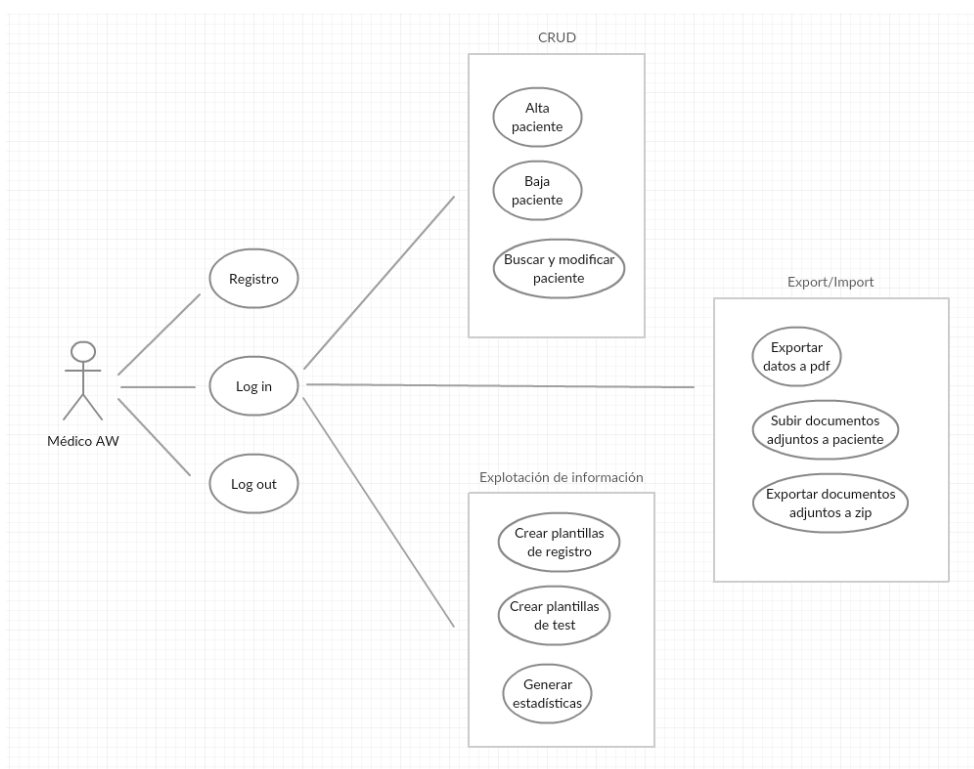 CRUD
Alta
paciente
Baja
paciente
Buscar y modificar
paciente
Registro
Log in
Log out
Médico AW
Export/Import
Exportar
datos a pdf
Subir documentos
adjuntos a paciente
Exportar documentos
adjuntos a zip
Explotación de información
Crear plantillas
de registro
Crear plantillas
de test
Generar
estadísticas